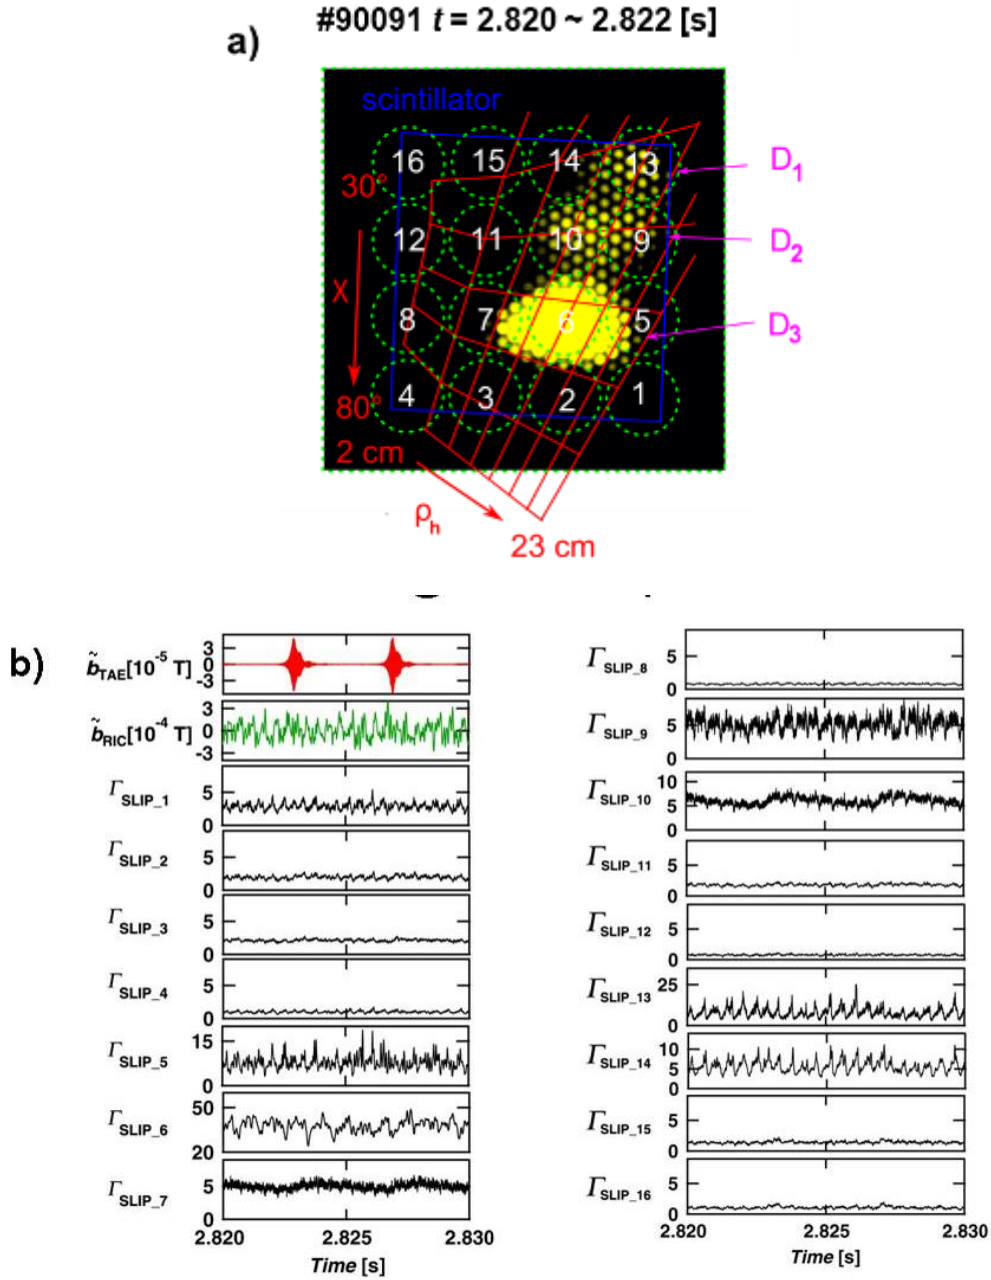 #90091 t = 2.820 ~ 2.822 [s]
a)
scintillator
16 15 14 13
D1
30°
12 11 10 9
D2
χ
8 7 6 5
D3
80°
4 3 2 1
2 cm
ρh
23 cm
b)
b̃TAE[10-5 T]
3
0
-3
b̃RIC[10-4 T]
3
0
-3
ΓSLIP_1
5
0
ΓSLIP_2
5
0
ΓSLIP_3
5
0
ΓSLIP_4
5
0
ΓSLIP_5
15
0
ΓSLIP_6
50
20
ΓSLIP_7
5
0
2.820 2.825 2.830
Time [s]
ΓSLIP_8
5
0
ΓSLIP_9
5
0
ΓSLIP_10
10
5
0
ΓSLIP_11
5
0
ΓSLIP_12
5
0
ΓSLIP_13
25
0
ΓSLIP_14
10
5
0
ΓSLIP_15
5
0
ΓSLIP_16
5
0
2.820 2.825 2.830
Time [s]